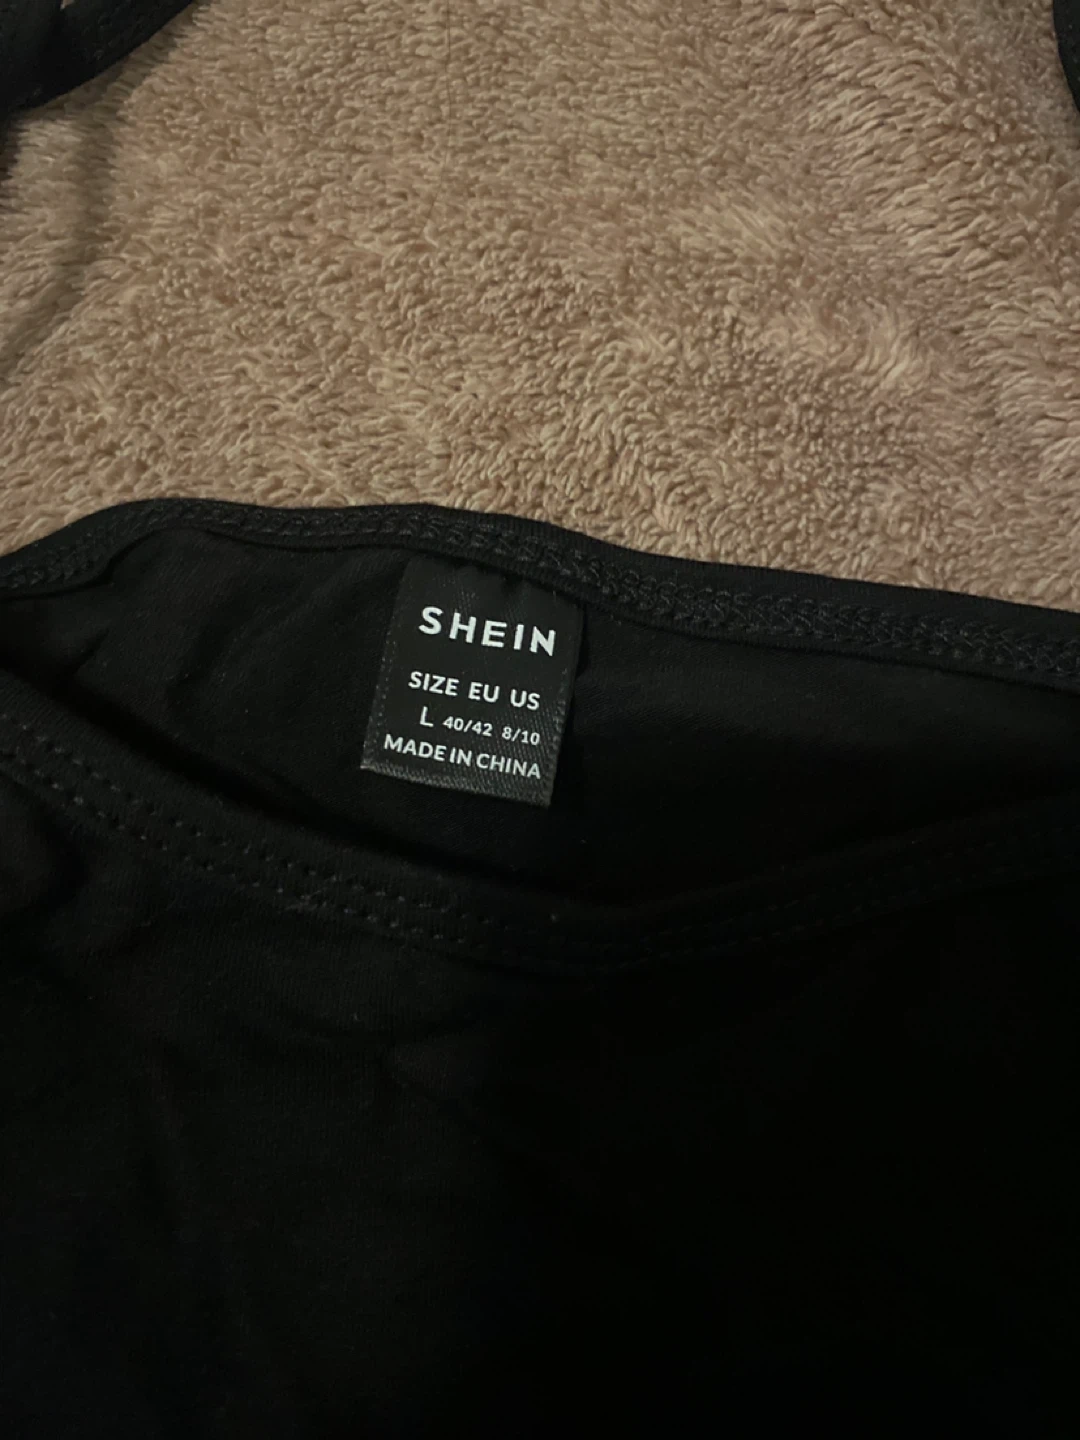 SHEIN
SIZE EU US
L 40/42 8/10
MADE IN CHINA